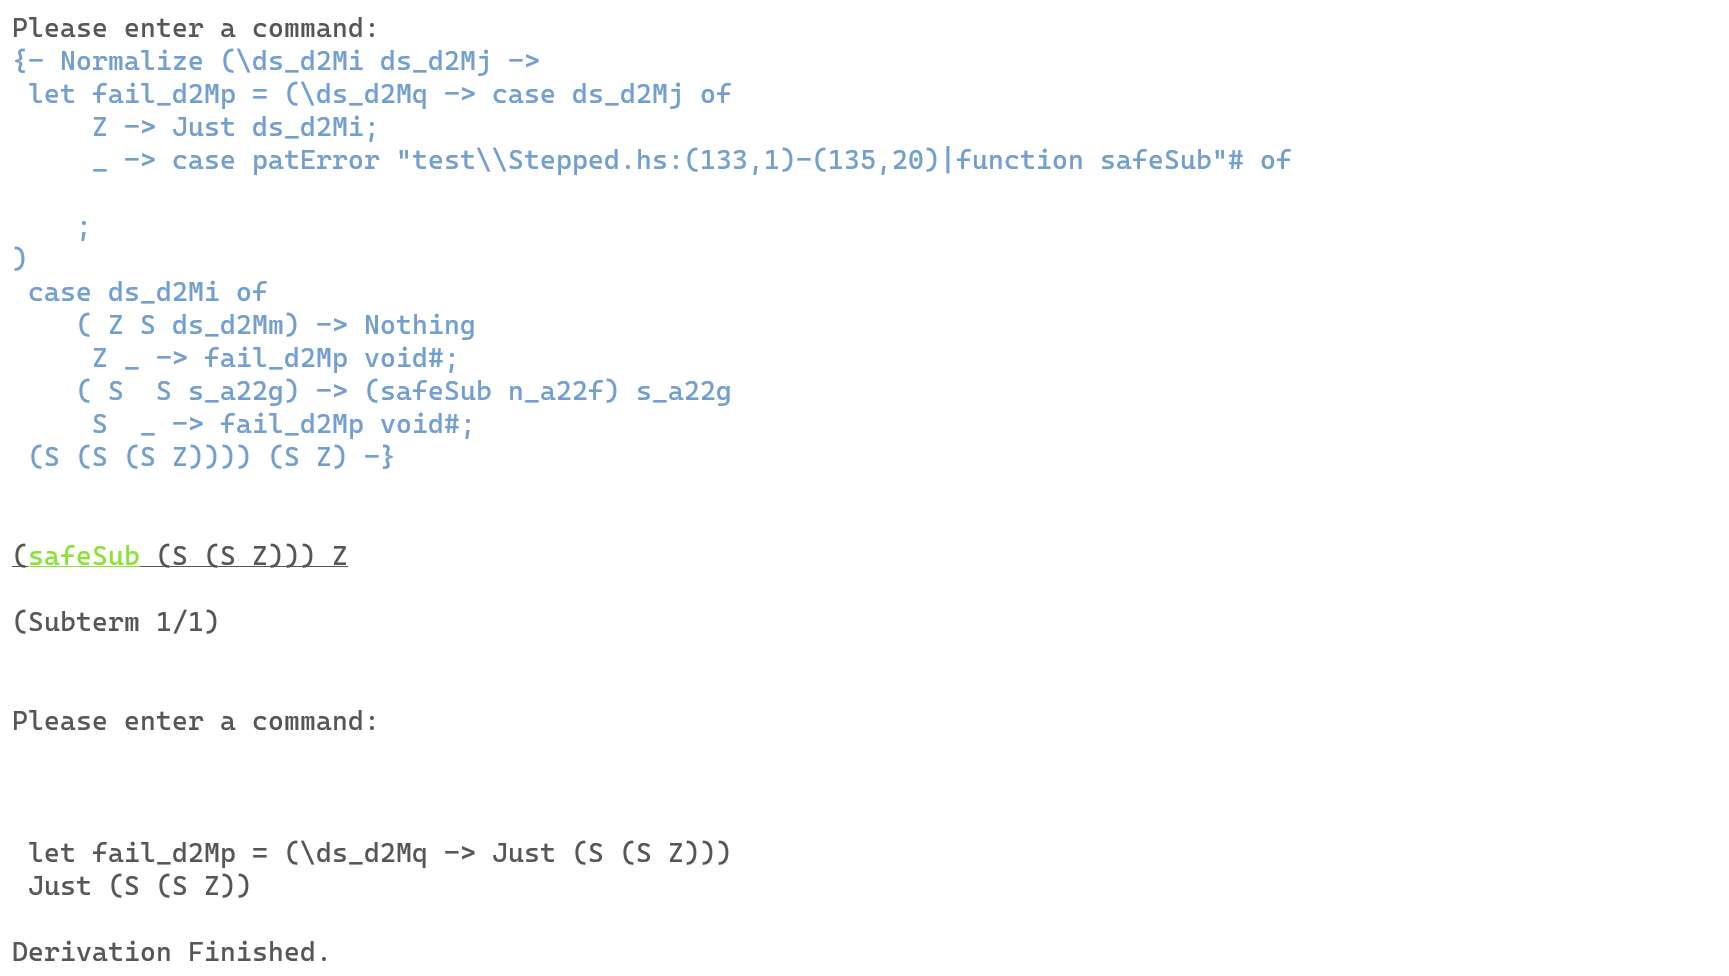 Please enter a command:
{- Normalize (\ds_d2Mi ds_d2Mj ->
 let fail_d2Mp = (\ds_d2Mq -> case ds_d2Mj of
     Z -> Just ds_d2Mi;
     _ -> case patError "test\\Stepped.hs:(133,1)-(135,20)|function safeSub"# of
    ;
)
 case ds_d2Mi of
    ( Z S ds_d2Mm) -> Nothing
     Z _ -> fail_d2Mp void#;
    ( S  S s_a22g) -> (safeSub n_a22f) s_a22g
     S  _ -> fail_d2Mp void#;
 (S (S (S Z)))) (S Z) -}
(safeSub (S (S Z))) Z
(Subterm 1/1)
Please enter a command:
 let fail_d2Mp = (\ds_d2Mq -> Just (S (S Z)))
 Just (S (S Z))
Derivation Finished.